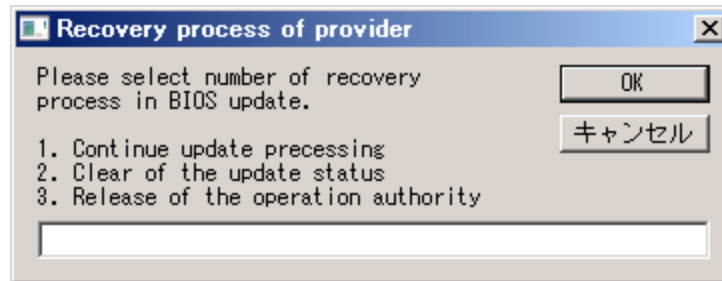 Recovery process of provider
Please select number of recovery
process in BIOS update.
1. Continue update precessing
2. Clear of the update status
3. Release of the operation authority
OK
キャンセル